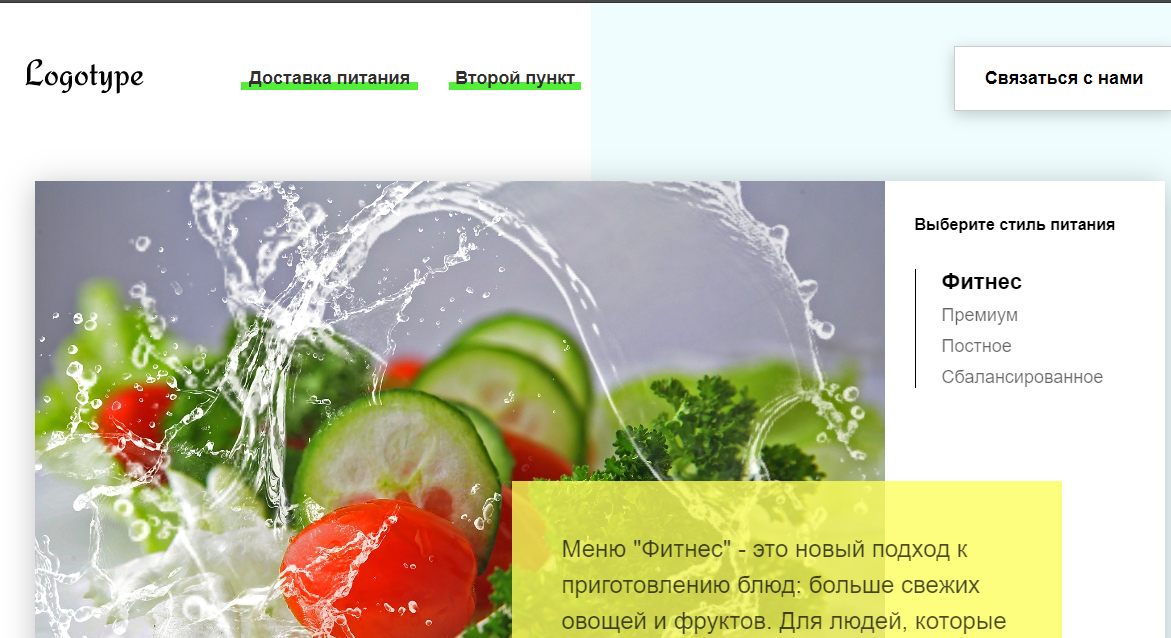 Logotype
Доставка питания
Второй пункт
Связаться с нами
Выберите стиль питания
Фитнес
Премиум
Постное
Сбалансированное
Меню "Фитнес" - это новый подход к
приготовлению блюд: больше свежих
овощей и фруктов. Для людей, которые